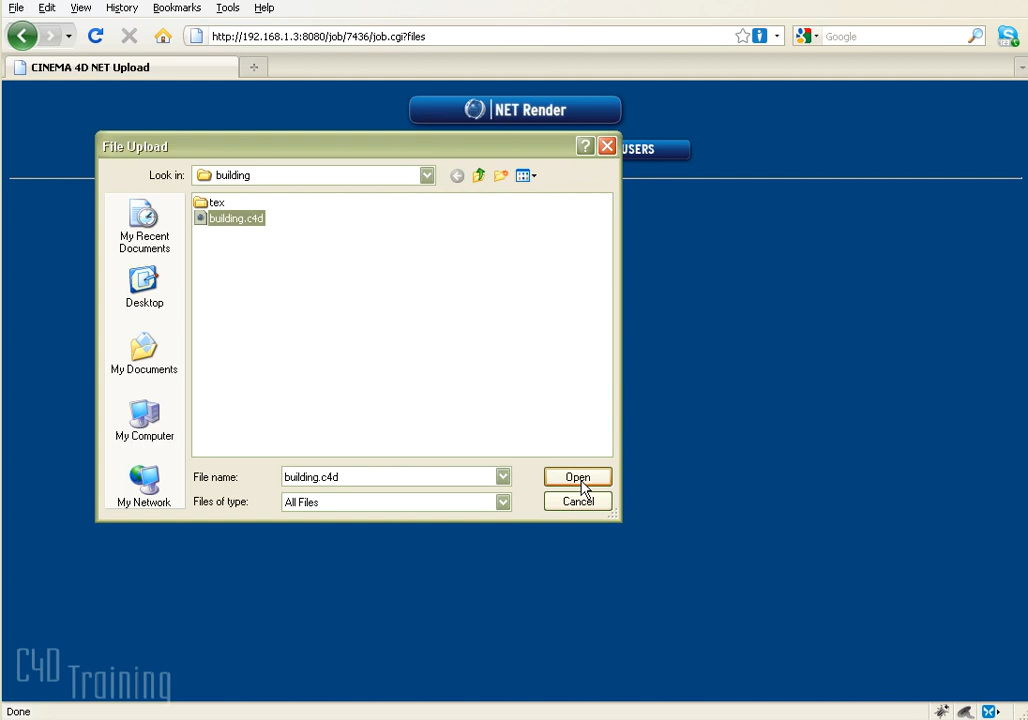 File Edit View History Bookmarks Tools Help
http://192.168.1.3:8080/job/7436/job.cgi?files
Google
CINEMA 4D NET Upload
NET Render
USERS
File Upload
Look in: building
tex
building.c4d
My Recent
Documents
Desktop
My Documents
My Computer
My Network
File name: building.c4d Open
Files of type: All Files Cancel
C4D
Training
Done